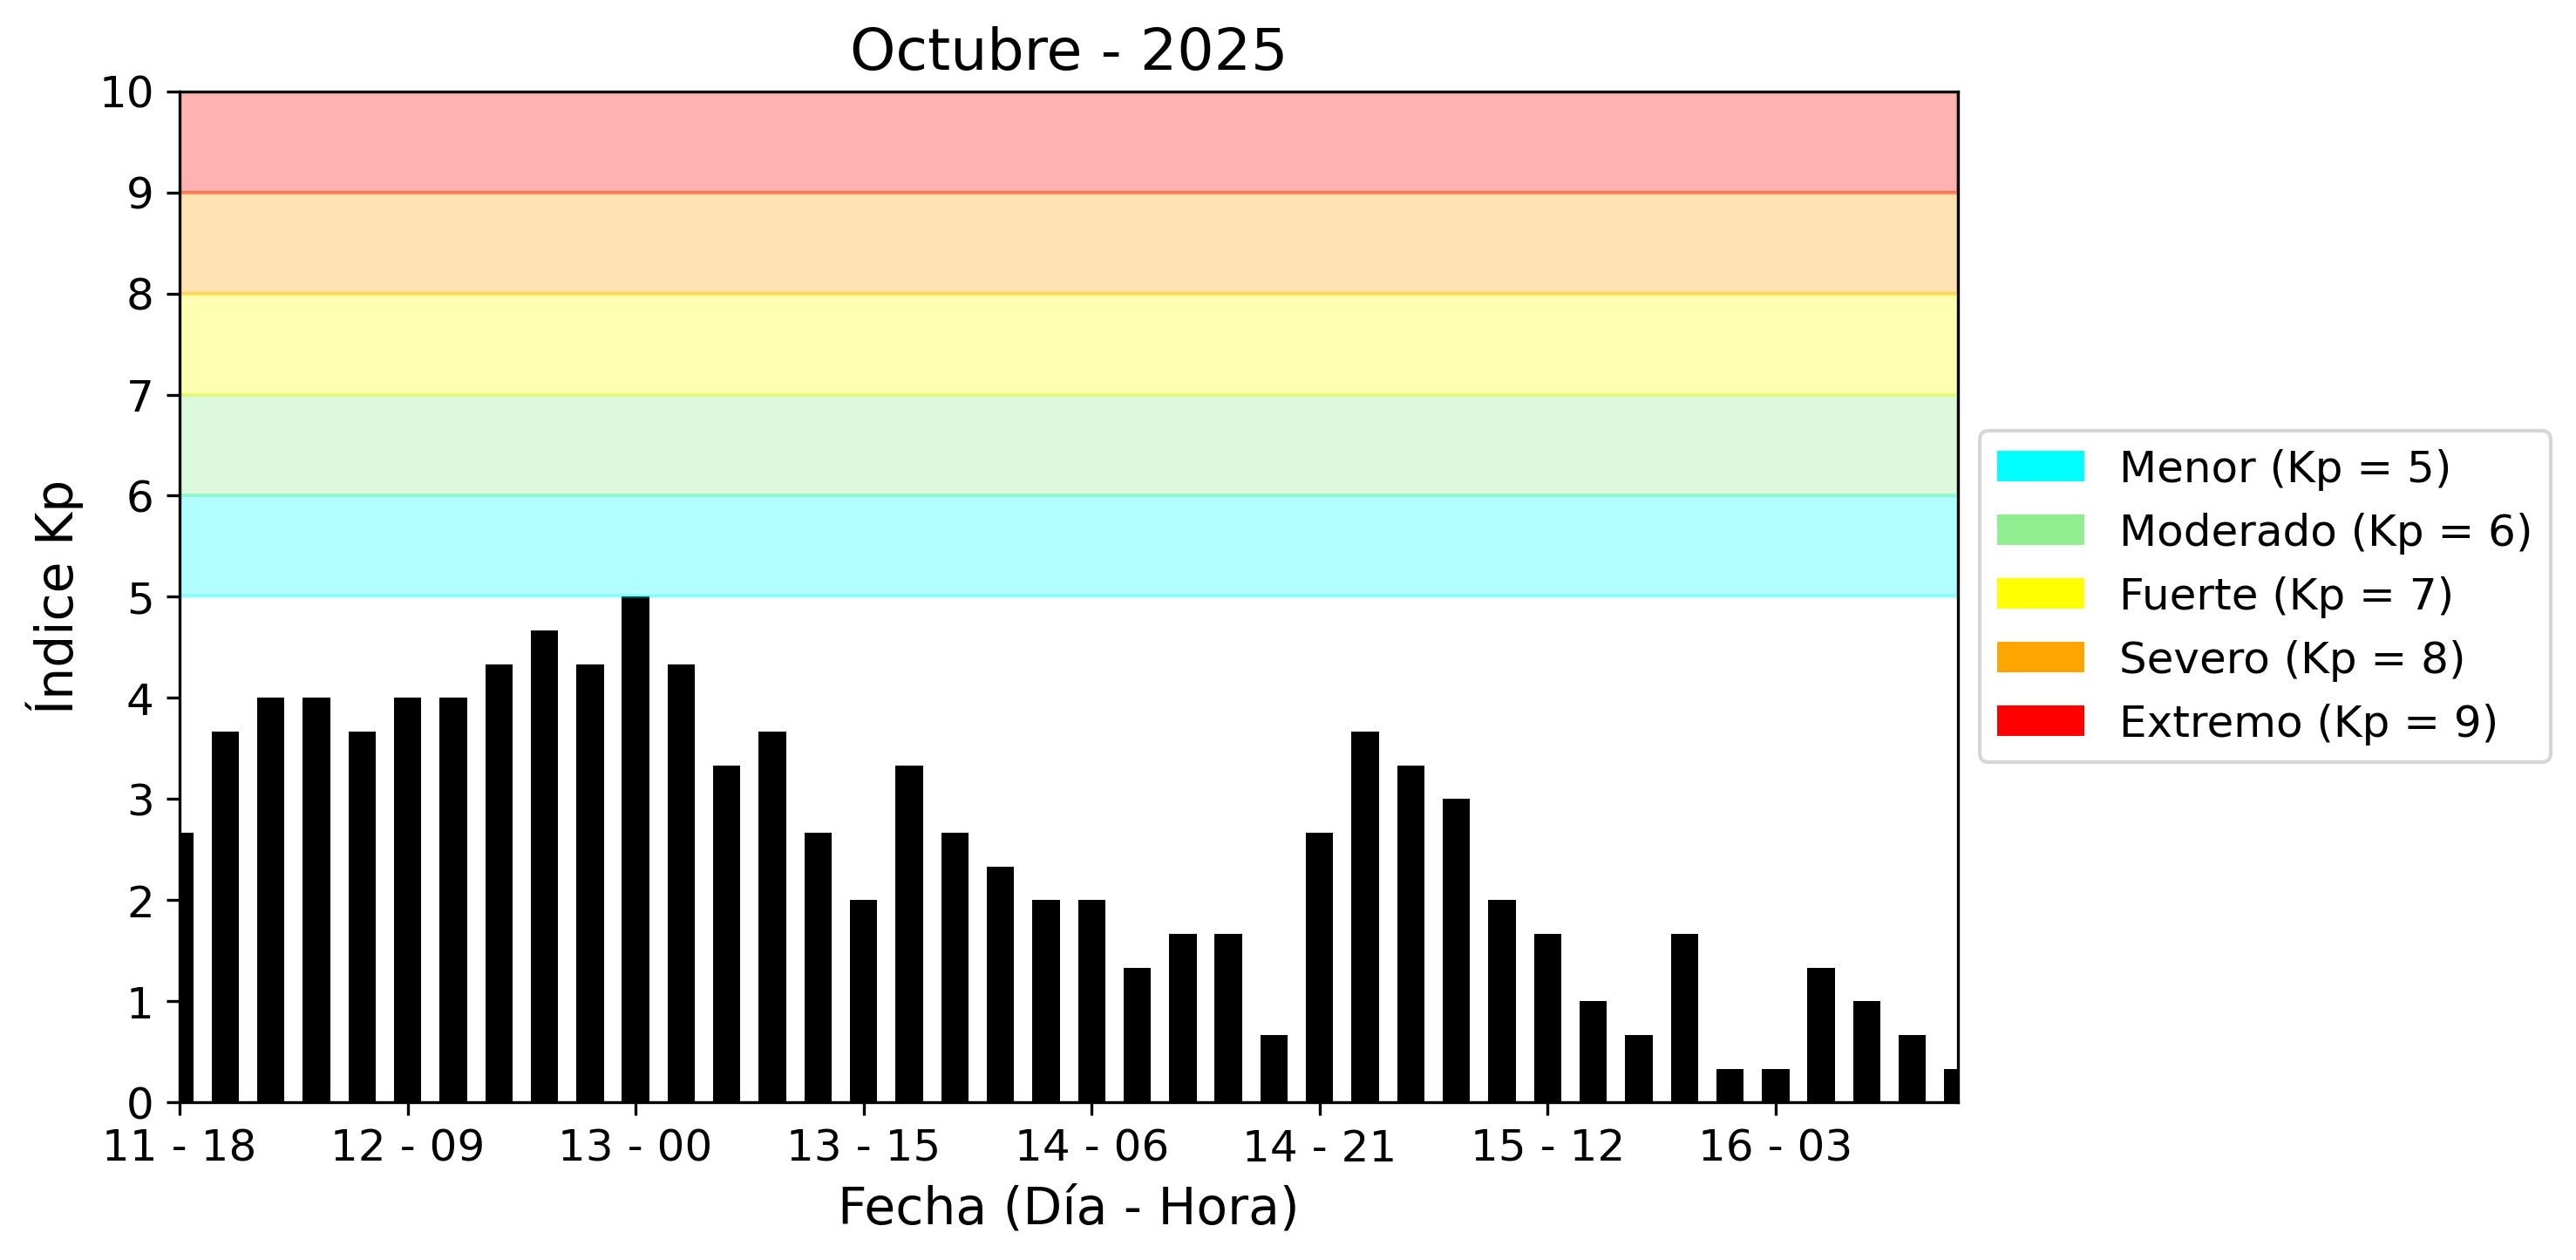 Octubre - 2025
10
9
8
7
6
5
4
3
2
1
0
Índice Kp
11 - 18
12 - 09
13 - 00
13 - 15
14 - 06
14 - 21
15 - 12
16 - 03
Fecha (Día - Hora)
Menor (Kp = 5)
Moderado (Kp = 6)
Fuerte (Kp = 7)
Severo (Kp = 8)
Extremo (Kp = 9)